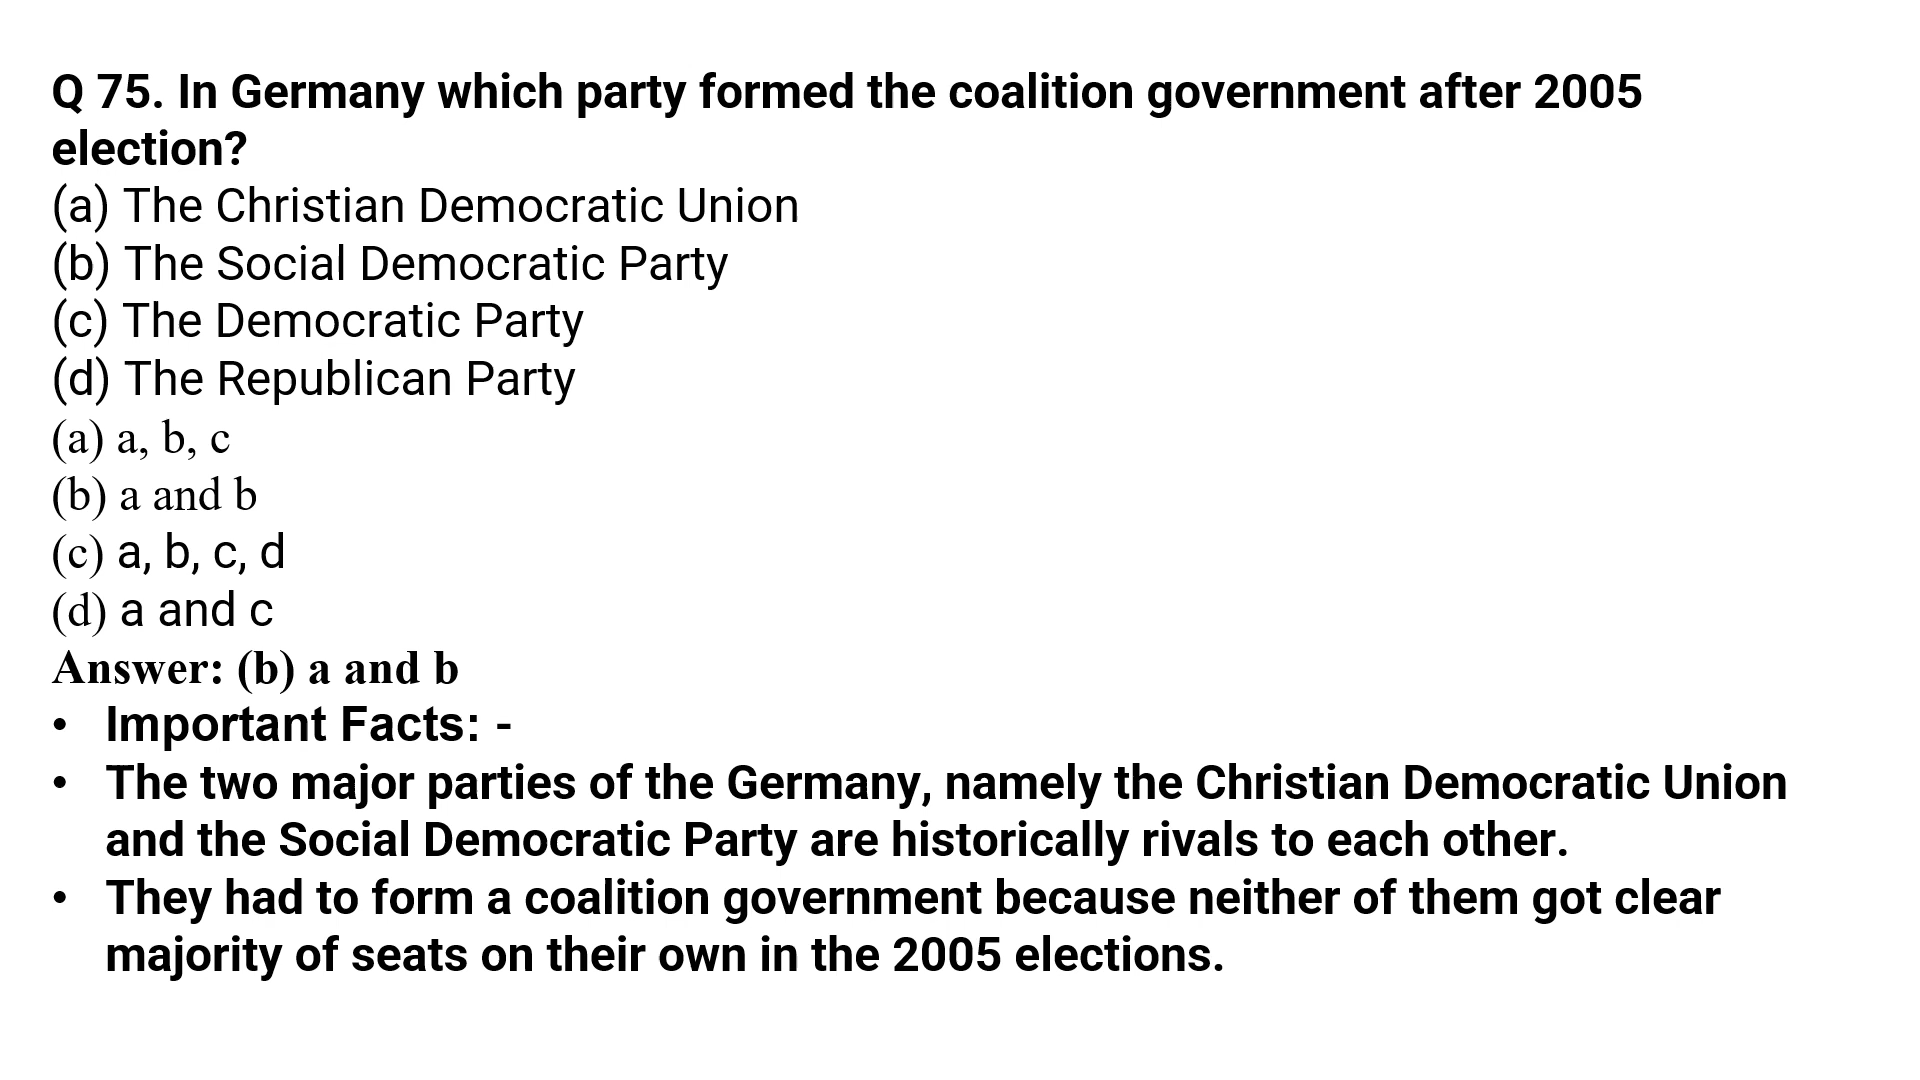 Q 75. In Germany which party formed the coalition government after 2005
election?
(a) The Christian Democratic Union
(b) The Social Democratic Party
(c) The Democratic Party
(d) The Republican Party
(a) a, b, c
(b) a and b
(c) a, b, c, d
(d) a and c
Answer: (b) a and b
• Important Facts: -
• The two major parties of the Germany, namely the Christian Democratic Union
and the Social Democratic Party are historically rivals to each other.
• They had to form a coalition government because neither of them got clear
majority of seats on their own in the 2005 elections.